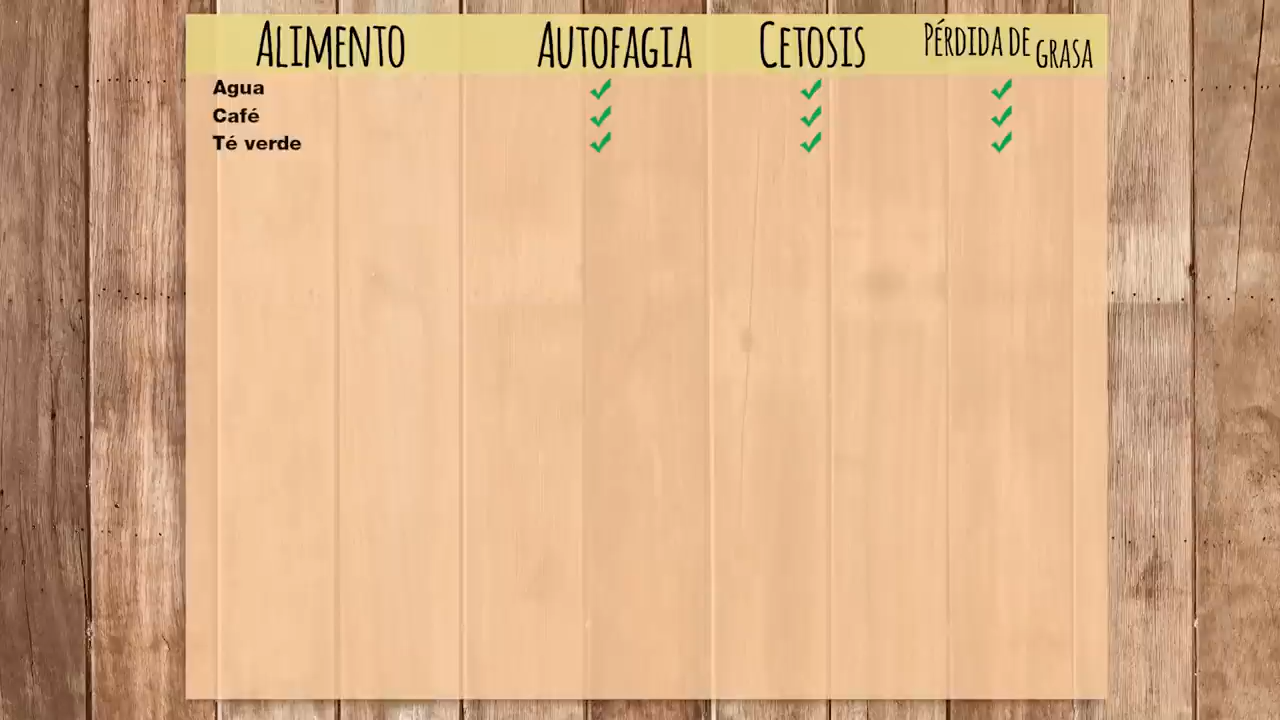 ALIMENTO AUTOFAGIA CETOSIS PÉRDIDA DE GRASA
Agua ✓ ✓ ✓
Café ✓ ✓ ✓
Té verde ✓ ✓ ✓